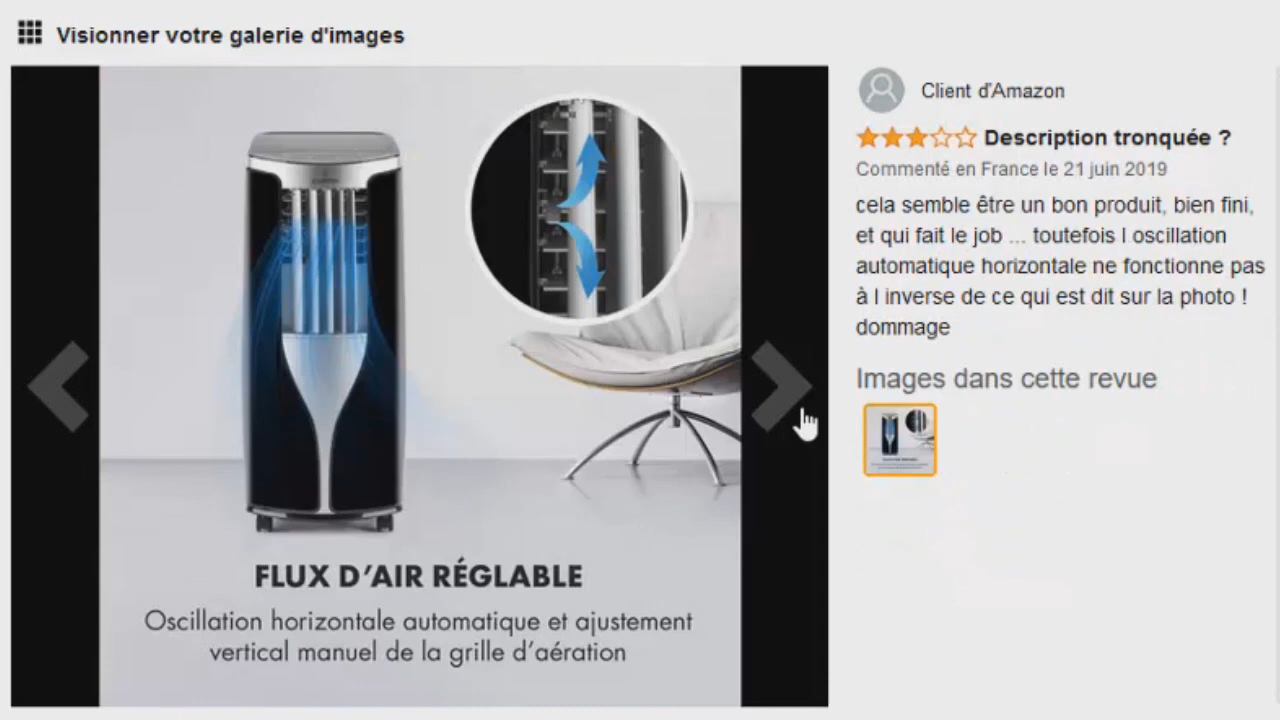 Visionner votre galerie d'images
FLUX D'AIR RÉGLABLE
Oscillation horizontale automatique et ajustement
vertical manuel de la grille d'aération
Client d'Amazon
Description tronquée ?
Commenté en France le 21 juin 2019
cela semble être un bon produit, bien fini,
et qui fait le job ... toutefois l oscillation
automatique horizontale ne fonctionne pas
à l inverse de ce qui est dit sur la photo !
dommage
Images dans cette revue